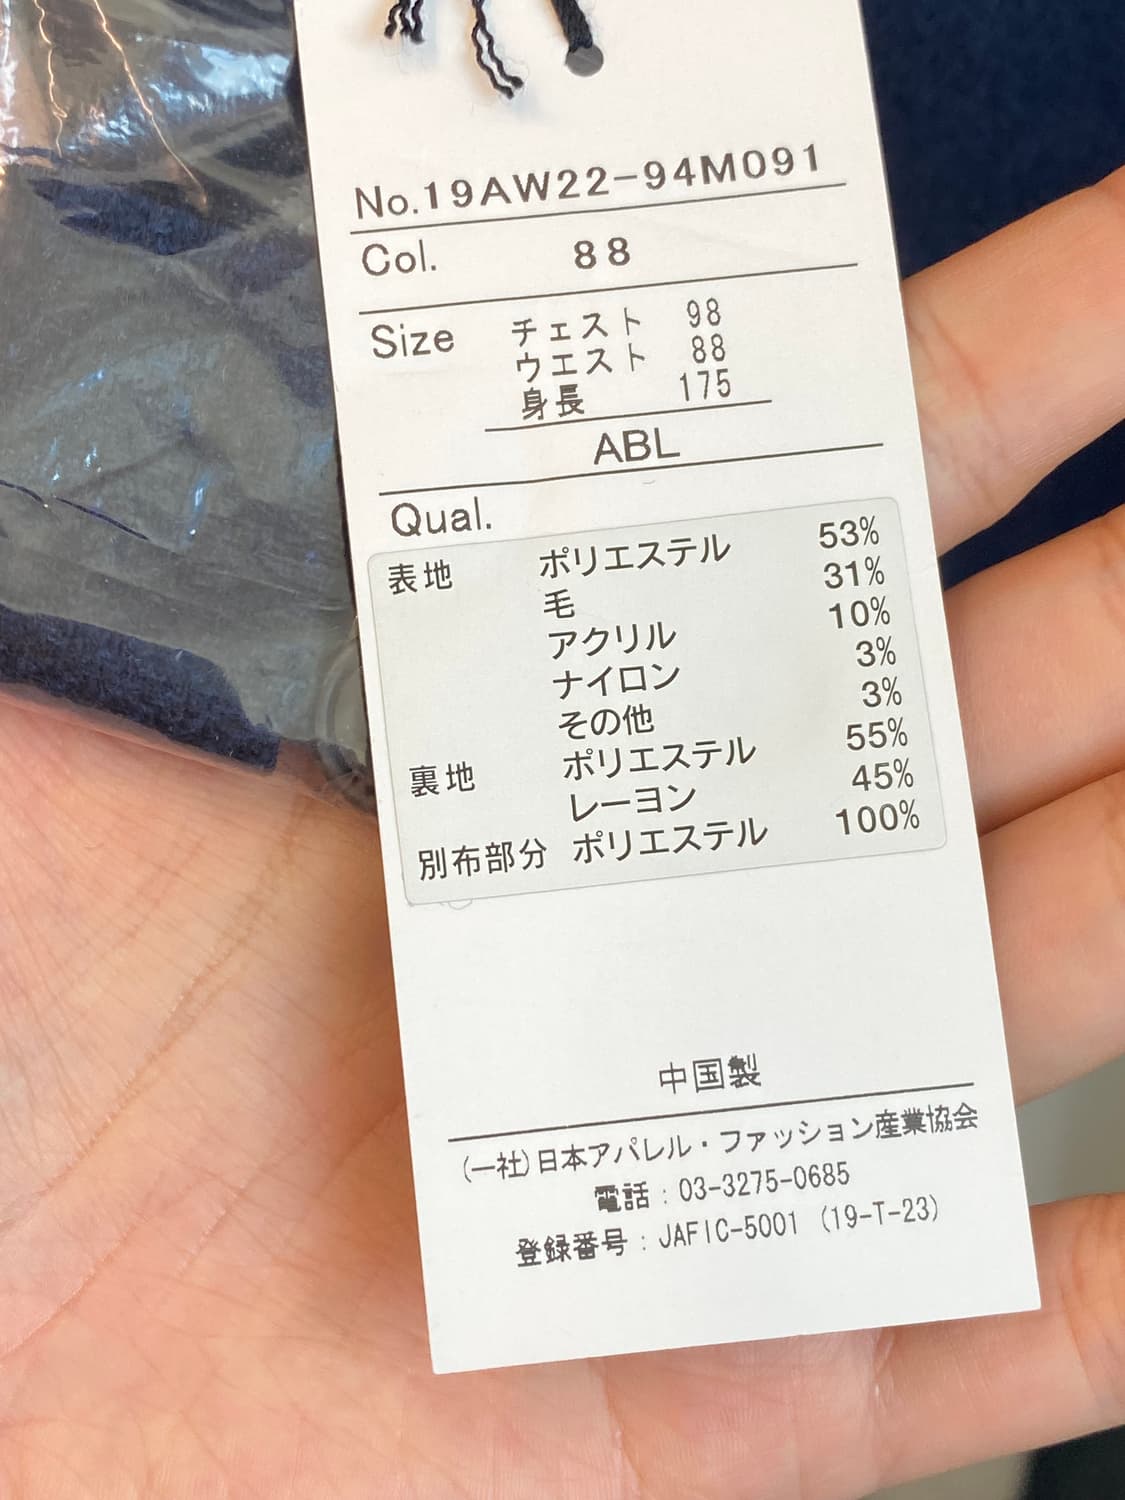 No.19AW22-94M091
Col. 88
Size チェスト 98
ウエスト 88
身長 175
ABL
Qual.
表地 ポリエステル 53%
毛 31%
アクリル 10%
ナイロン 3%
その他 3%
裏地 ポリエステル 55%
レーヨン 45%
別布部分 ポリエステル 100%
中国製
(一社)日本アパレル・ファッション産業協会
電話：03-3275-0685
登録番号：JAFIC-5001 (19-T-23)